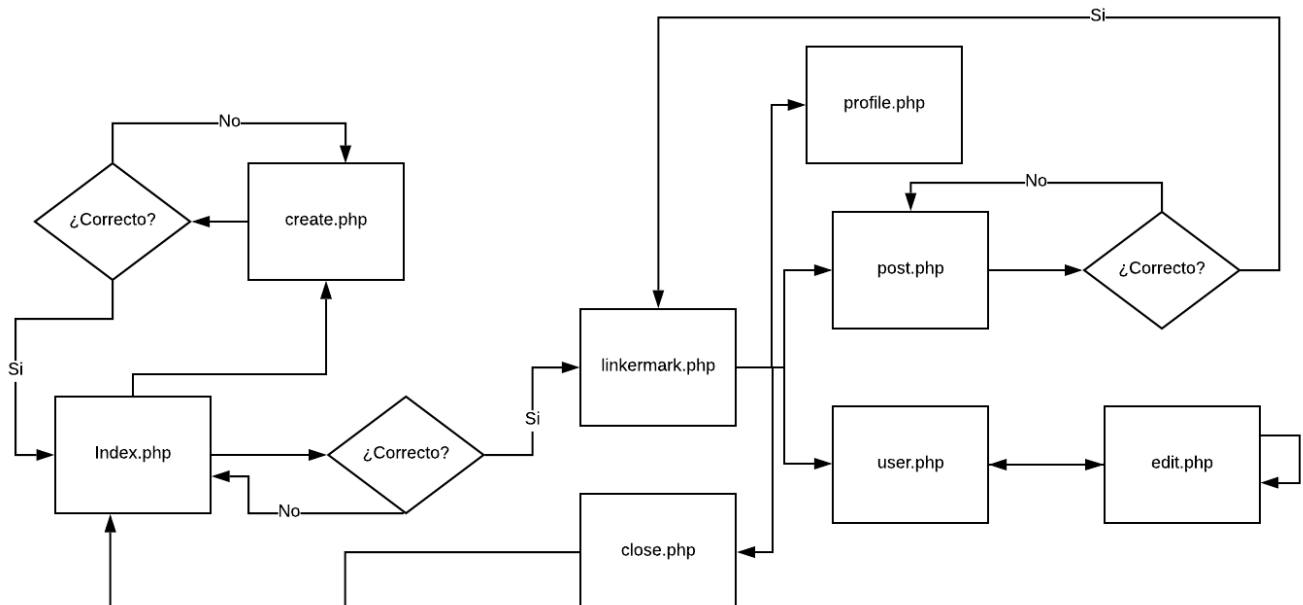 Si
profile.php
No
create.php
¿Correcto?
No
post.php
¿Correcto?
Si
linkermark.php
Si
Index.php
¿Correcto?
No
user.php
edit.php
close.php